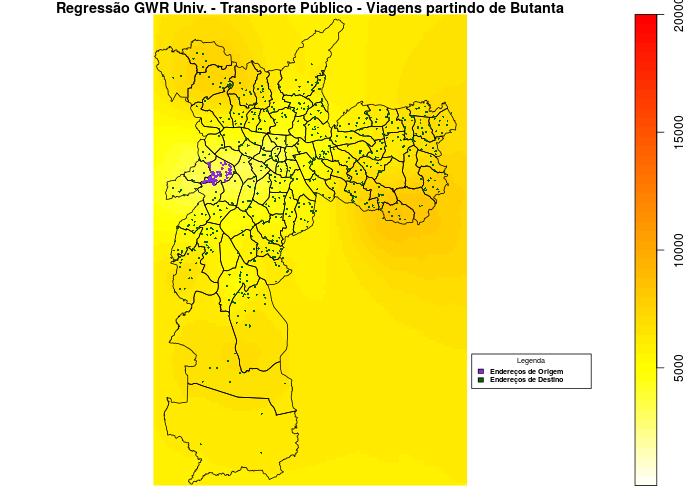 Regressão GWR Univ. - Transporte Público - Viagens partindo de Butanta
20000
15000
10000
5000
Legenda
Endereços de Origem
Endereços de Destino